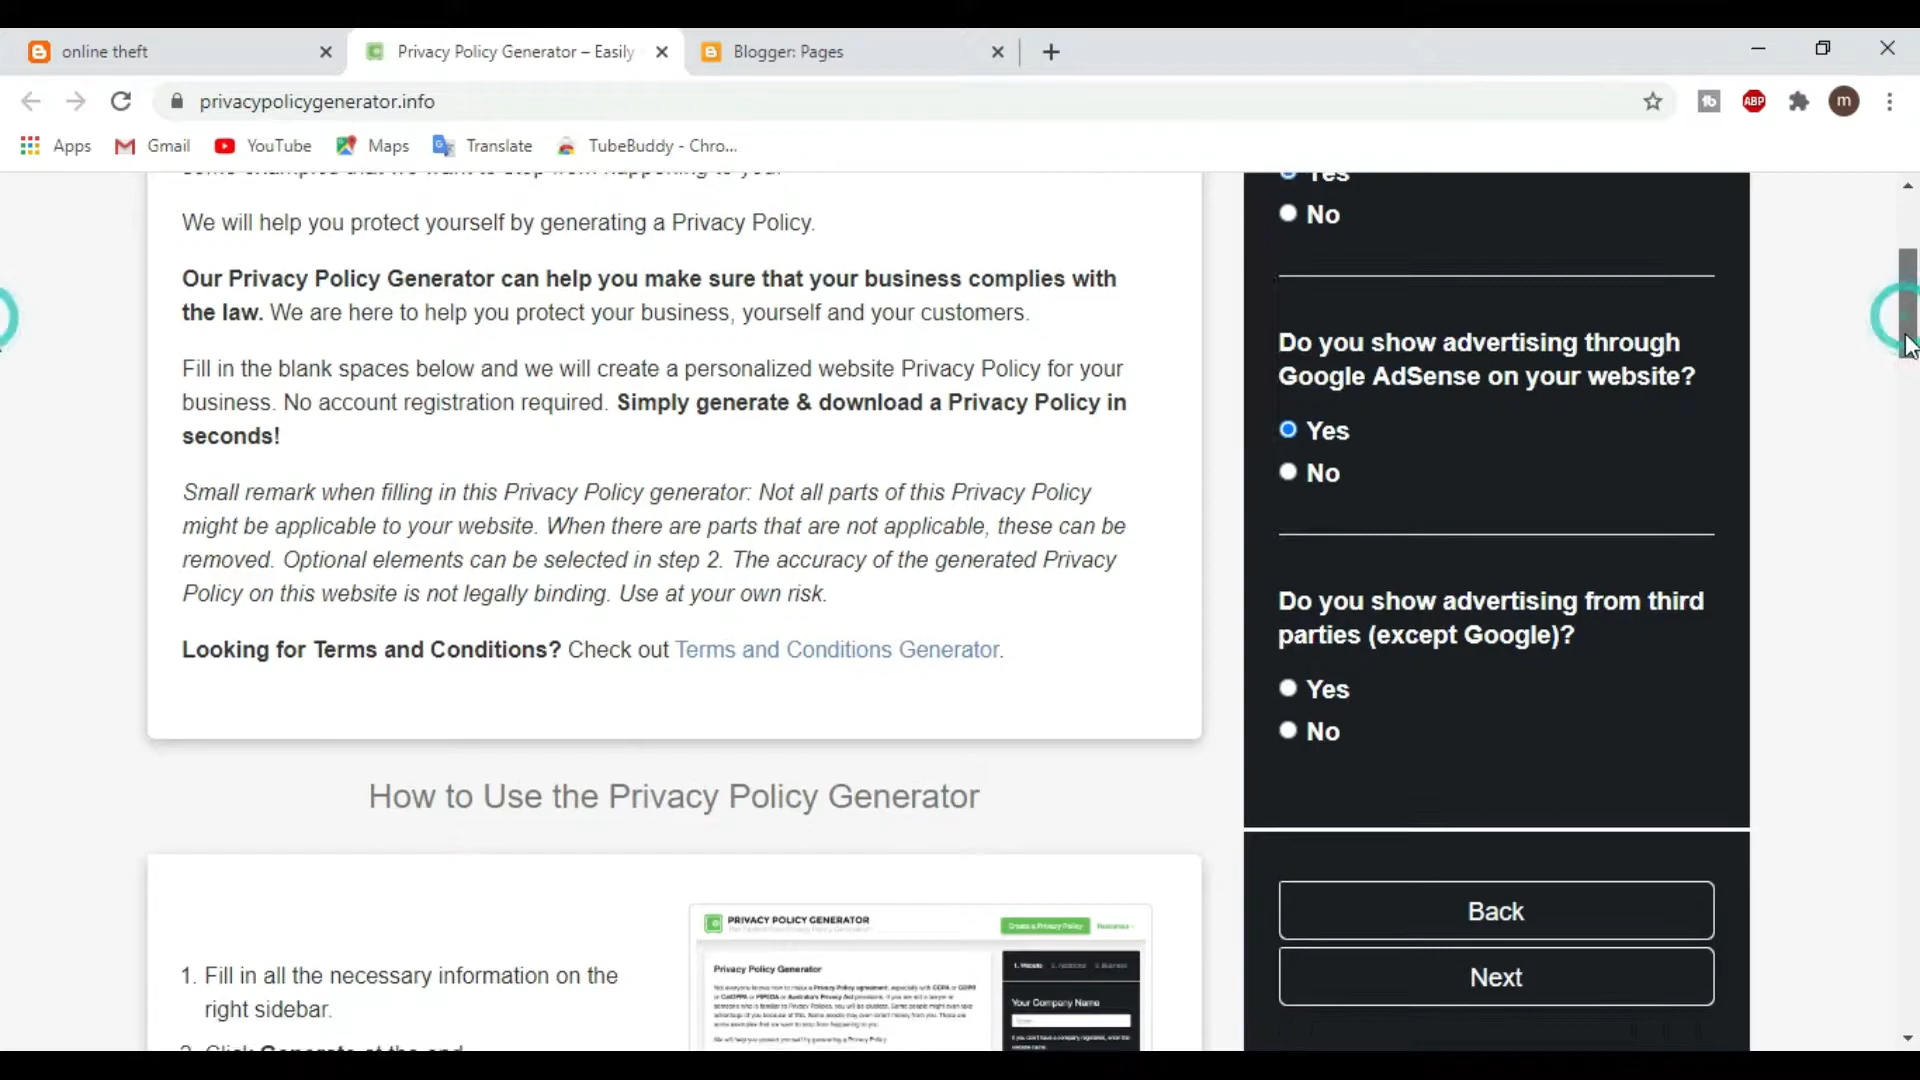 online theft
Privacy Policy Generator – Easily
Blogger: Pages
privacypolicygenerator.info
ABP
m
Apps
Gmail
YouTube
Maps
Translate
TubeBuddy - Chro...
We will help you protect yourself by generating a Privacy Policy.
Our Privacy Policy Generator can help you make sure that your business complies with
the law. We are here to help you protect your business, yourself and your customers.
Fill in the blank spaces below and we will create a personalized website Privacy Policy for your
business. No account registration required. Simply generate & download a Privacy Policy in
seconds!
Small remark when filling in this Privacy Policy generator: Not all parts of this Privacy Policy
might be applicable to your website. When there are parts that are not applicable, these can be
removed. Optional elements can be selected in step 2. The accuracy of the generated Privacy
Policy on this website is not legally binding. Use at your own risk.
Looking for Terms and Conditions? Check out Terms and Conditions Generator.
How to Use the Privacy Policy Generator
1. Fill in all the necessary information on the
right sidebar.
PRIVACY POLICY GENERATOR
Create a Privacy Policy
Privacy Policy Generator
Your Company Name
Yes
No
Do you show advertising through
Google AdSense on your website?
Yes
No
Do you show advertising from third
parties (except Google)?
Yes
No
Back
Next